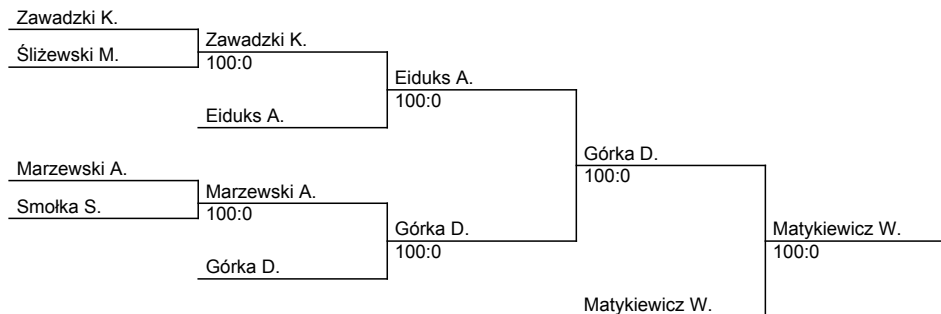 Zawadzki K.
Śliżewski M.
Zawadzki K.
100:0
Eiduks A.
Eiduks A.
100:0
Marzewski A.
Smołka S.
Marzewski A.
100:0
Górka D.
Górka D.
100:0
Górka D.
100:0
Matykiewicz W.
Matykiewicz W.
100:0